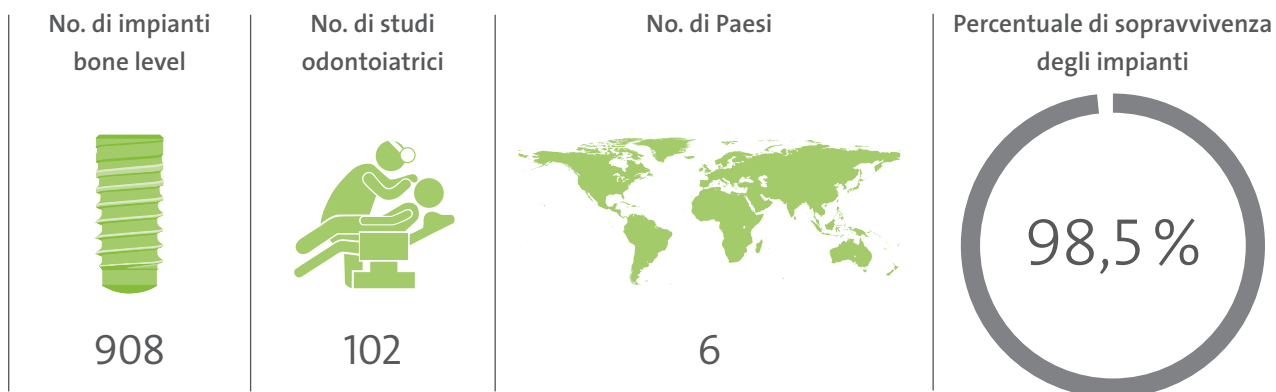 No. di impianti
bone level
908
No. di studi
odontoiatrici
102
No. di Paesi
6
Percentuale di sopravvivenza
degli impianti
98,5 %